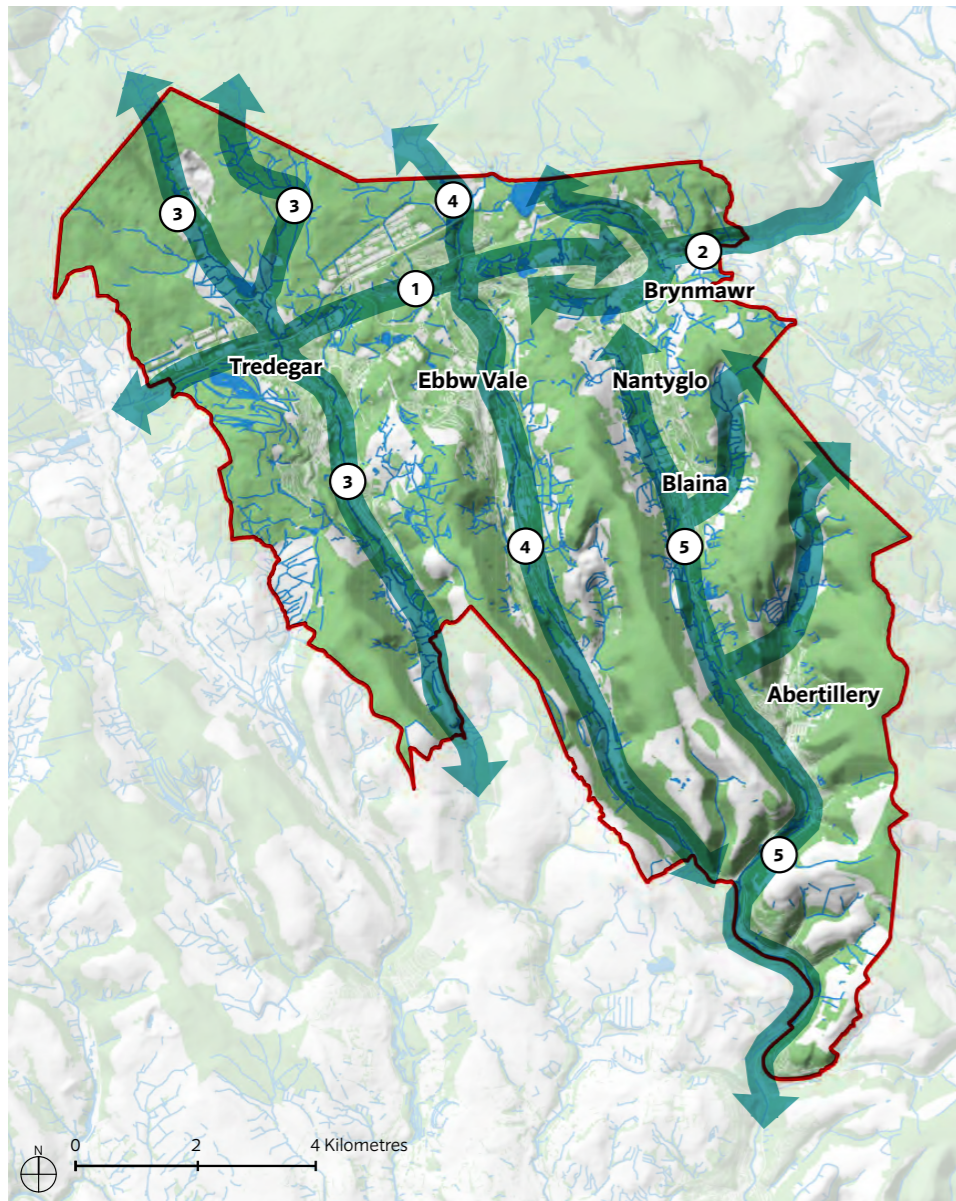 4
3
3
2
1
Brynmawr
Tredegar
Ebbw Vale
Nantyglo
3
Blaina
4
5
Abertillery
5
N
0 2 4 Kilometres